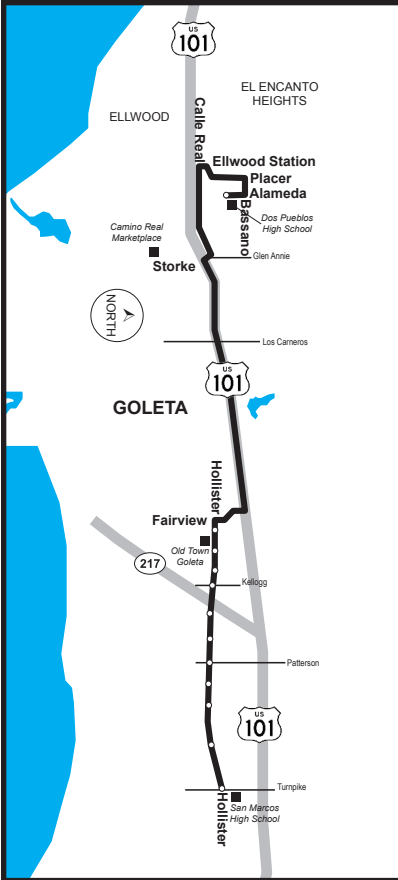 US
101
EL ENCANTO
HEIGHTS
ELLWOOD
Calle Real
Ellwood Station
Placer
Alameda
Bassano
Dos Pueblos
High School
Camino Real
Marketplace
Storke
Glen Annie
NORTH
Los Carneros
US
101
GOLETA
Hollister
Fairview
Old Town
Goleta
217
Kellogg
Patterson
US
101
Turnpike
Hollister
San Marcos
High School